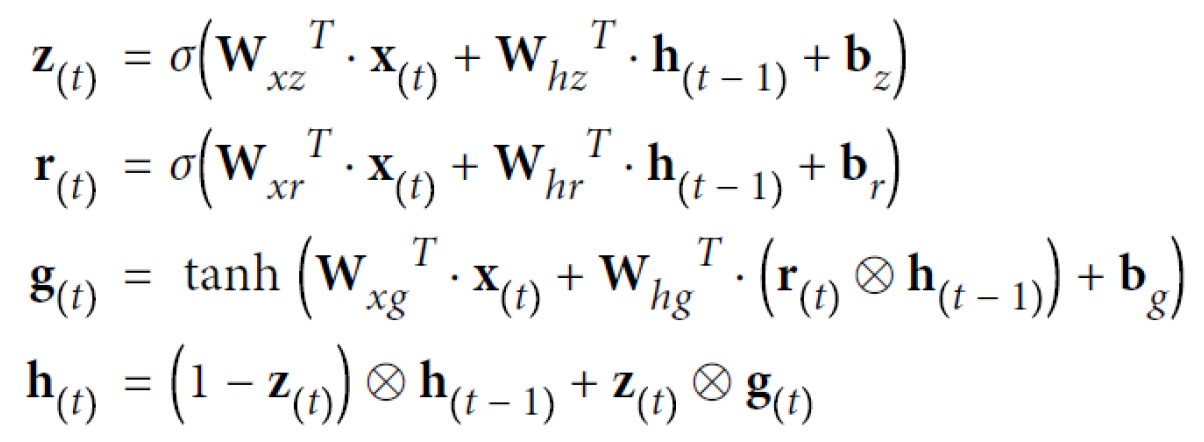 z(t) = σ(Wxz^T · x(t) + Whz^T · h(t − 1) + bz)
r(t) = σ(Wxr^T · x(t) + Whr^T · h(t − 1) + br)
g(t) = tanh (Wxg^T · x(t) + Whg^T · (r(t) ⊗ h(t − 1)) + bg)
h(t) = (1 − z(t)) ⊗ h(t − 1) + z(t) ⊗ g(t)